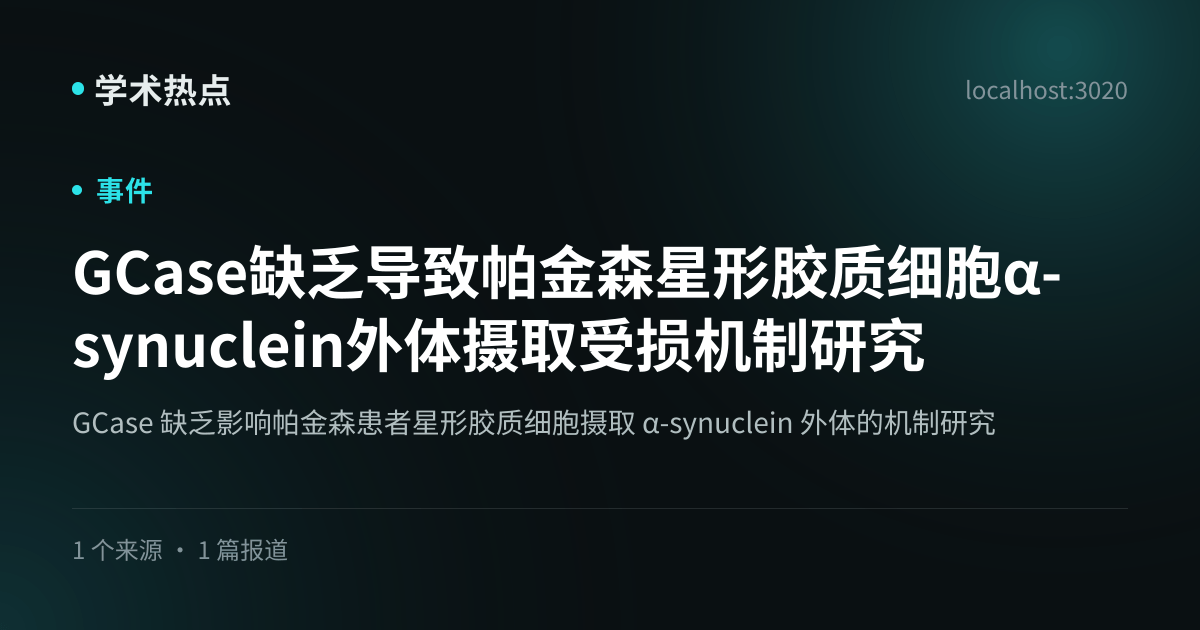 学术热点
localhost:3020
事件
GCase缺乏导致帕金森星形胶质细胞α-
synuclein外体摄取受损机制研究
GCase 缺乏影响帕金森患者星形胶质细胞摄取 α-synuclein 外体的机制研究
1 个来源 · 1 篇报道